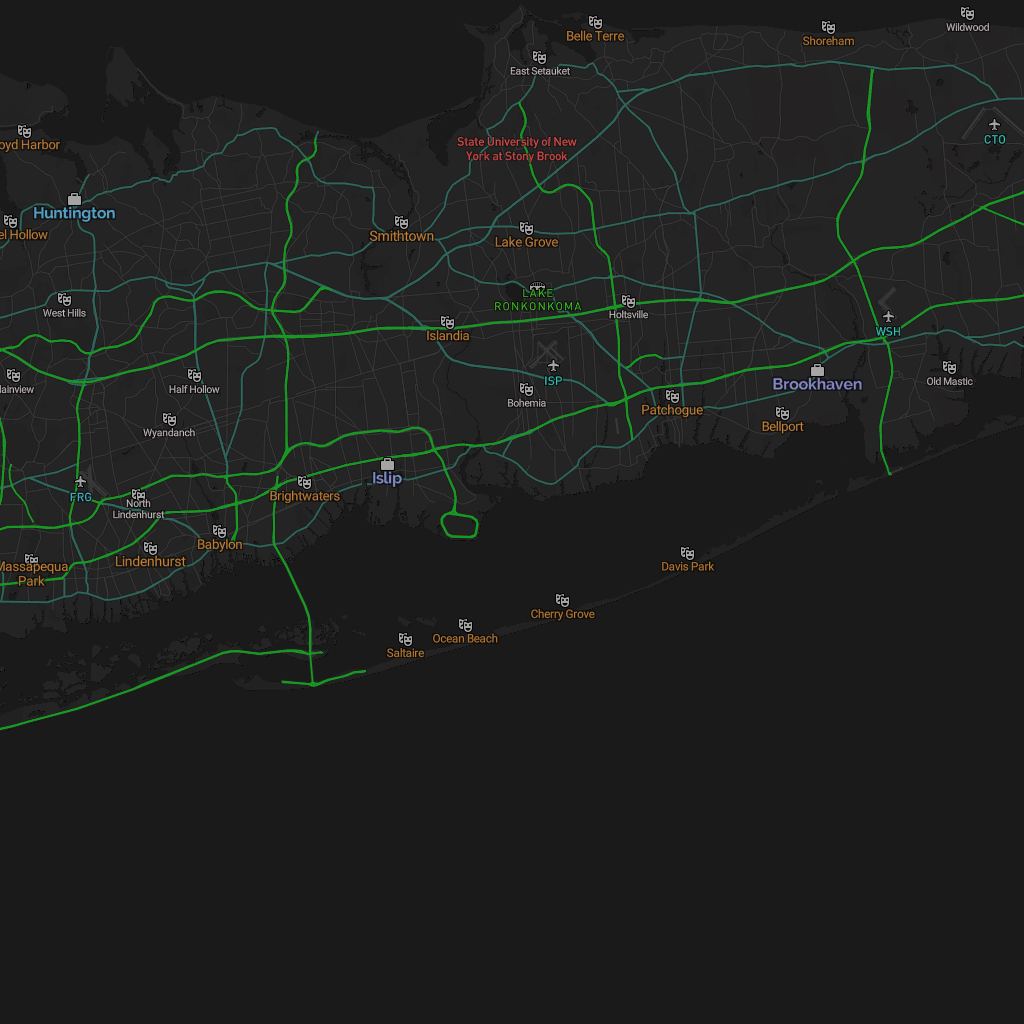 Belle Terre
Shoreham
Wildwood
East Setauket
CTO
State University of New
York at Stony Brook
oyd Harbor
Huntington
el Hollow
Smithtown
Lake Grove
LAKE
RONKONKOMA
West Hills
Holtsville
Islandia
WSH
ainview
Half Hollow
ISP
Bohemia
Brookhaven
Old Mastic
Patchogue
Bellport
Wyandanch
Islip
FRG
North
Lindenhurst
Brightwaters
Babylon
Lindenhurst
Massapequa
Park
Davis Park
Cherry Grove
Ocean Beach
Saltaire